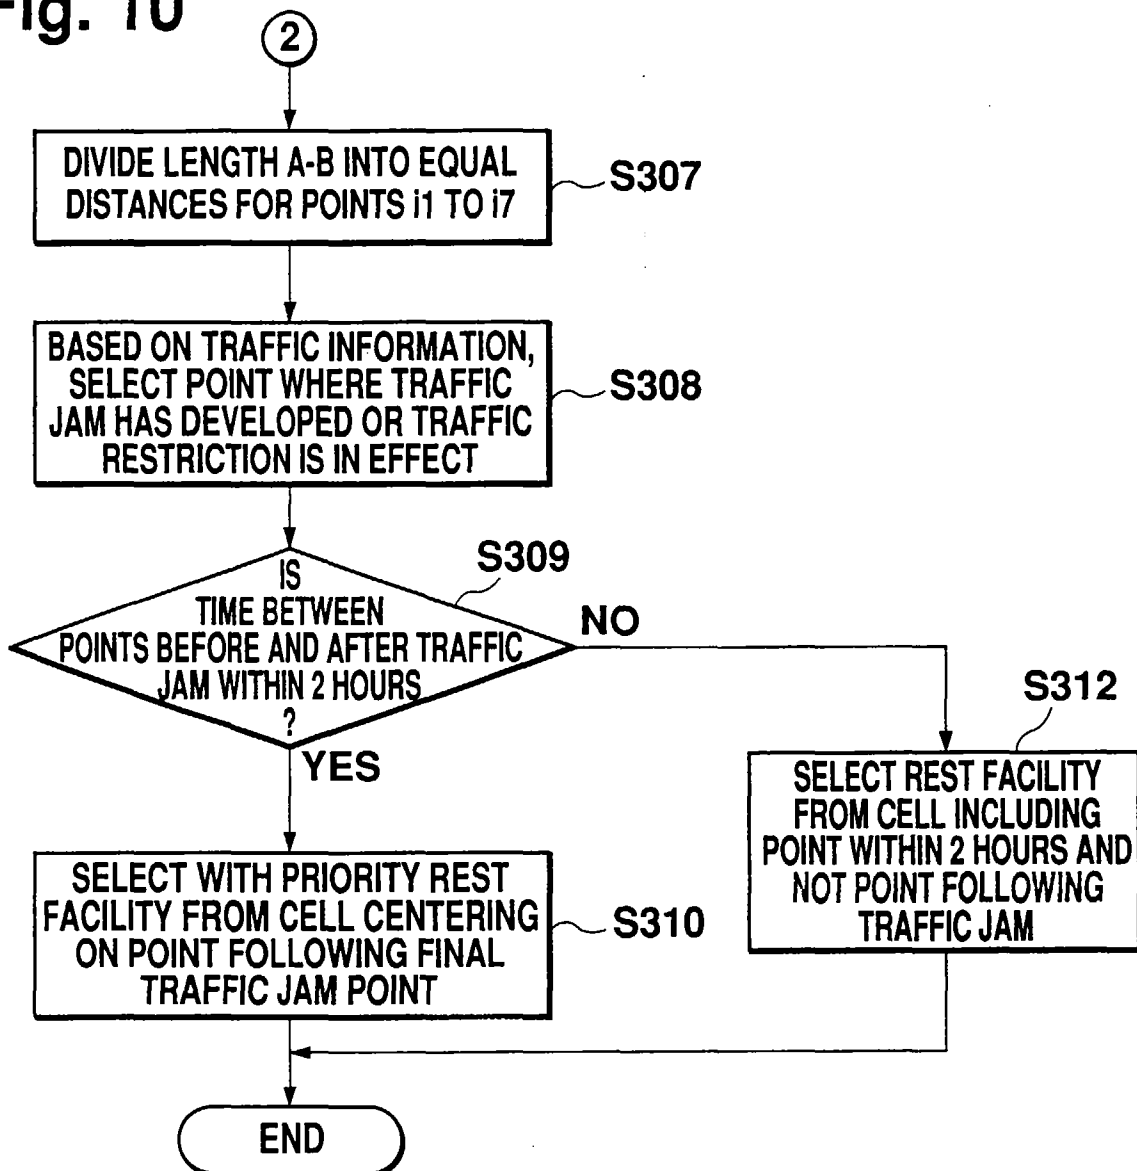 Fig. 10
2
DIVIDE LENGTH A-B INTO EQUAL
DISTANCES FOR POINTS i1 TO i7
S307
BASED ON TRAFFIC INFORMATION,
SELECT POINT WHERE TRAFFIC
JAM HAS DEVELOPED OR TRAFFIC
RESTRICTION IS IN EFFECT
S308
IS
TIME BETWEEN
POINTS BEFORE AND AFTER TRAFFIC
JAM WITHIN 2 HOURS
?
S309
NO
YES
S312
SELECT REST FACILITY
FROM CELL INCLUDING
POINT WITHIN 2 HOURS AND
NOT POINT FOLLOWING
TRAFFIC JAM
SELECT WITH PRIORITY REST
FACILITY FROM CELL CENTERING
ON POINT FOLLOWING FINAL
TRAFFIC JAM POINT
S310
END